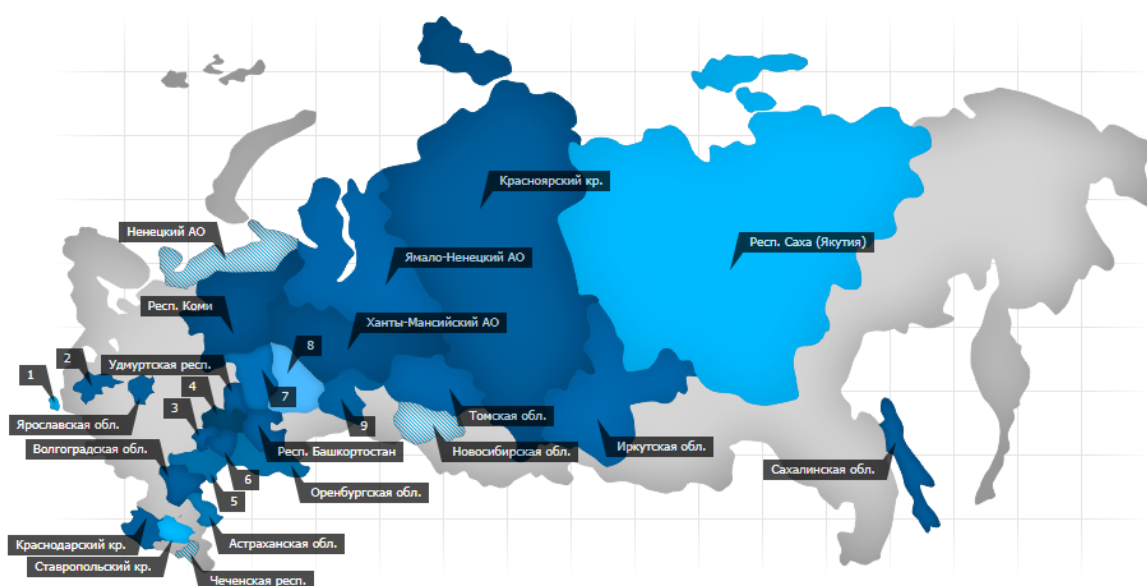 Красноярский кр.
Ненецкий АО
Респ. Саха (Якутия)
Ямало-Ненецкий АО
Респ. Коми
Ханты-Мансийский АО
8
2
Удмуртская респ.
1
7
4
Томская обл.
Ярославская обл.
3
9
Волгоградская обл.
Респ. Башкортостан
Новосибирская обл.
Иркутская обл.
Сахалинская обл.
6
Оренбургская обл.
5
Краснодарский кр.
Астраханская обл.
Ставропольский кр.
Чеченская респ.